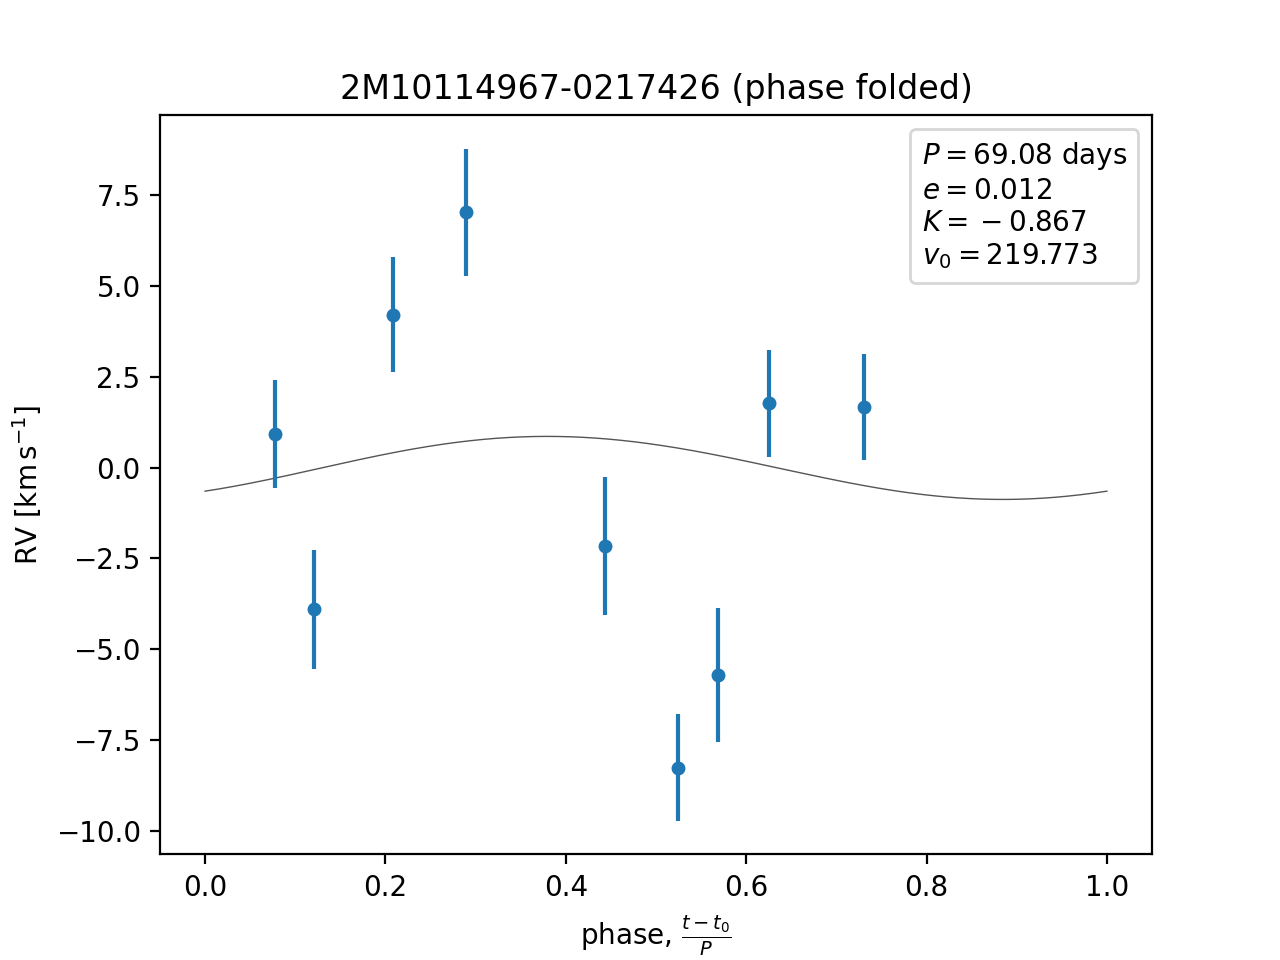 2M10114967-0217426 (phase folded)
P = 69.08 days
e = 0.012
K = −0.867
v₀ = 219.773
RV [km s⁻¹]
7.5
5.0
2.5
0.0
−2.5
−5.0
−7.5
−10.0
0.0 0.2 0.4 0.6 0.8 1.0
phase, (t − t₀)/P